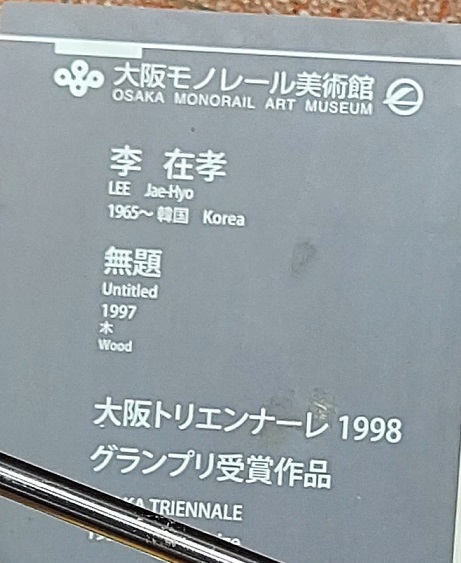 大阪モノレール美術館
OSAKA MONORAIL ART MUSEUM
李 在孝
LEE Jae-Hyo
1965～ 韓国 Korea
無題
Untitled
1997
木
Wood
大阪トリエンナーレ 1998
グランプリ受賞作品
TRIENNALE